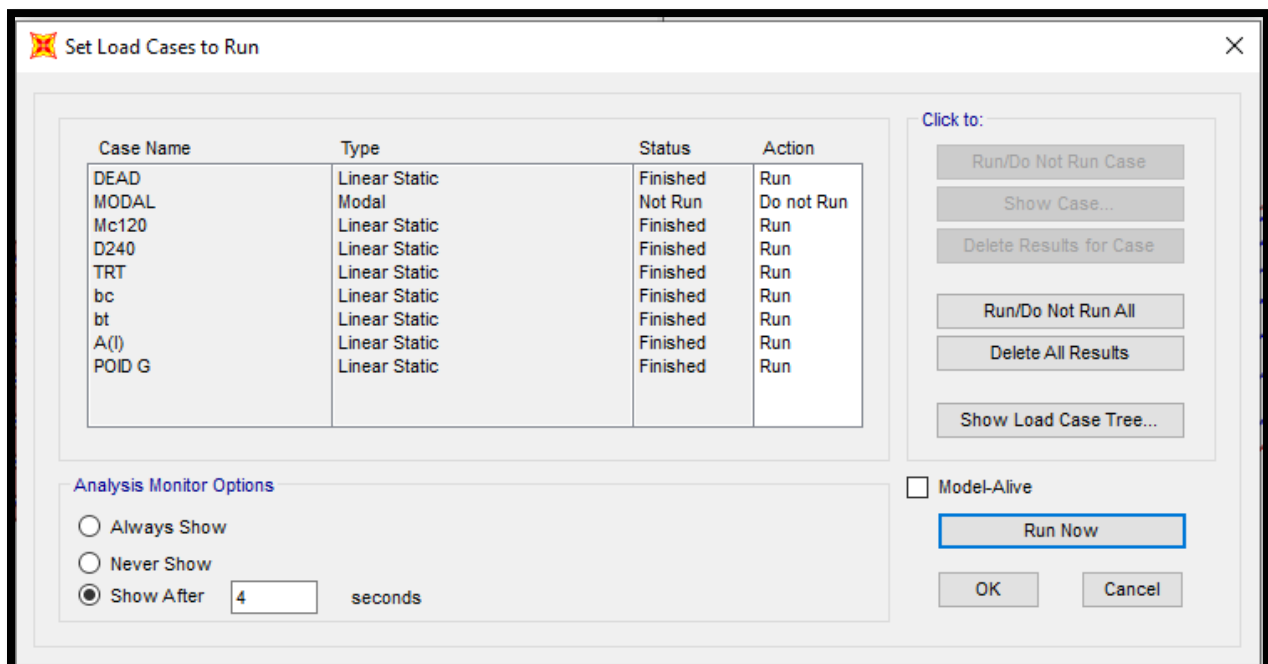 Set Load Cases to Run
Click to:
Case Name Type Status Action
DEAD Linear Static Finished Run
MODAL Modal Not Run Do not Run
Mc120 Linear Static Finished Run
D240 Linear Static Finished Run
TRT Linear Static Finished Run
bc Linear Static Finished Run
bt Linear Static Finished Run
A(l) Linear Static Finished Run
POID G Linear Static Finished Run
Run/Do Not Run Case
Show Case...
Delete Results for Case
Run/Do Not Run All
Delete All Results
Show Load Case Tree...
Analysis Monitor Options
Always Show
Never Show
Show After 4 seconds
Model-Alive
Run Now
OK Cancel